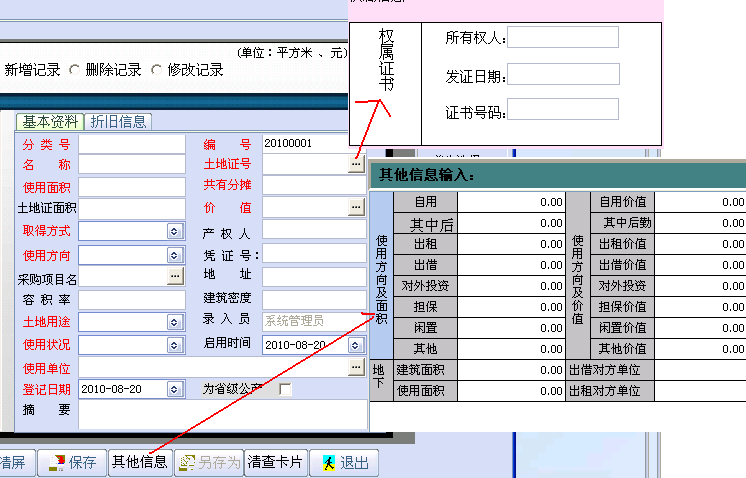 (单位：平方米 、元)
新增记录 删除记录 修改记录
权属证书
所有权人:
发证日期:
证书号码:
基本资料 折旧信息
分 类 号 编 号 20100001
名 称 土地证号 ...
使用面积 共有分摊
土地证面积 价 值 ...
取得方式 产 权 人
使用方向 凭 证 号:
采购项目名 ... 地 址
容 积 率 建筑密度
土地用途 录 入 员 系统管理员
使用状况 启用时间 2010-08-20
使用单位 ...
登记日期 2010-08-20 为省级公产
摘 要
其他信息输入:
使用方向及面积
自用 0.00
其中后 0.00
出租 0.00
出借 0.00
对外投资 0.00
担保 0.00
闲置 0.00
其他 0.00
使用方向及价值
自用价值 0.00
其中后勤 0.00
出租价值 0.00
出借价值 0.00
对外价值 0.00
担保价值 0.00
闲置价值 0.00
其他价值 0.00
地下
建筑面积 0.00 出借对方单位
使用面积 0.00 出租对方单位
清屏 保存 其他信息 另存为 清查卡片 退出